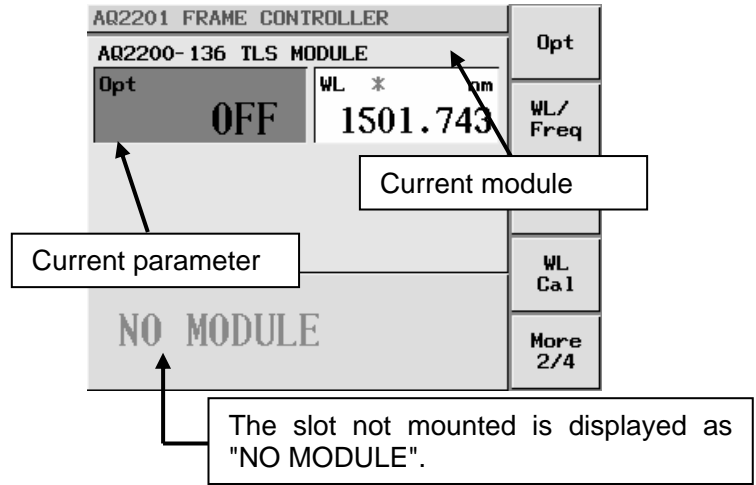 AQ2201 FRAME CONTROLLER
AQ2200-136 TLS MODULE
Opt
OFF
WL * nm
1501.743
Opt
WL/
Freq
Current module
Current parameter
WL
Cal
NO MODULE
More
2/4
The slot not mounted is displayed as
"NO MODULE".